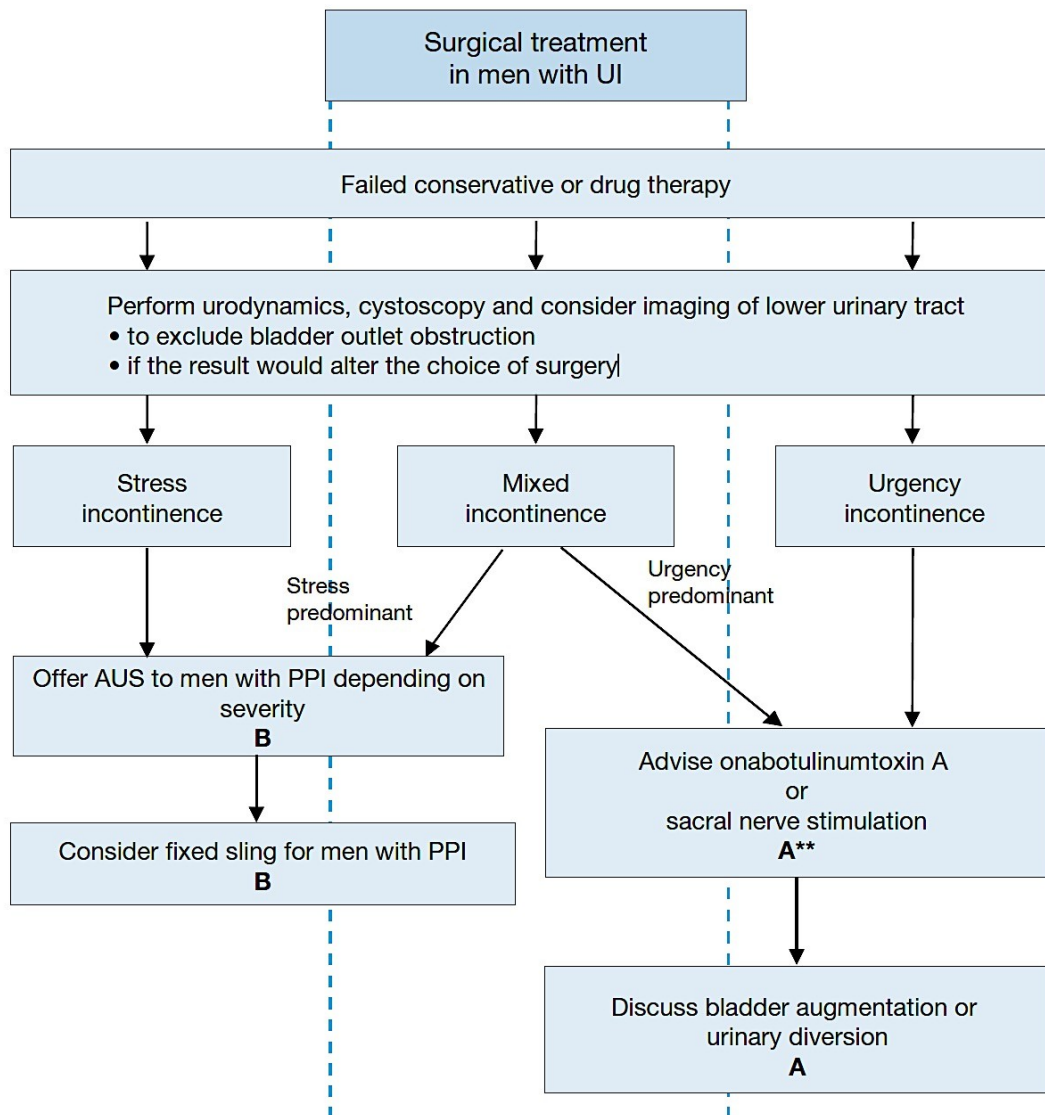 Surgical treatment
in men with UI
Failed conservative or drug therapy
Perform urodynamics, cystoscopy and consider imaging of lower urinary tract
• to exclude bladder outlet obstruction
• if the result would alter the choice of surgery
Stress
incontinence
Mixed
incontinence
Urgency
incontinence
Stress
predominant
Urgency
predominant
Offer AUS to men with PPI depending on
severity
B
Consider fixed sling for men with PPI
B
Advise onabotulinumtoxin A
or
sacral nerve stimulation
A**
Discuss bladder augmentation or
urinary diversion
A